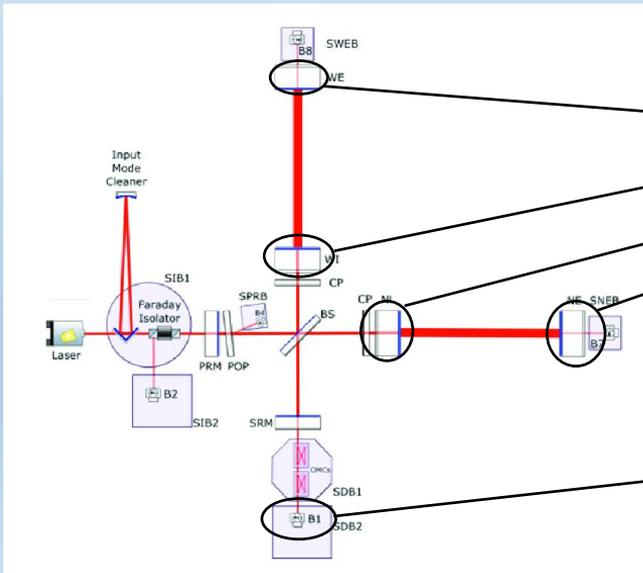 B8
SWEB
WE
Input
Mode
Cleaner
WI
SIB1
CP
Faraday
Isolator
SPRB
B4
BS
CP
NI
NE
SNEB
B7
Laser
PRM
POP
B2
SIB2
SRM
OMCs
SDB1
B1
SDB2